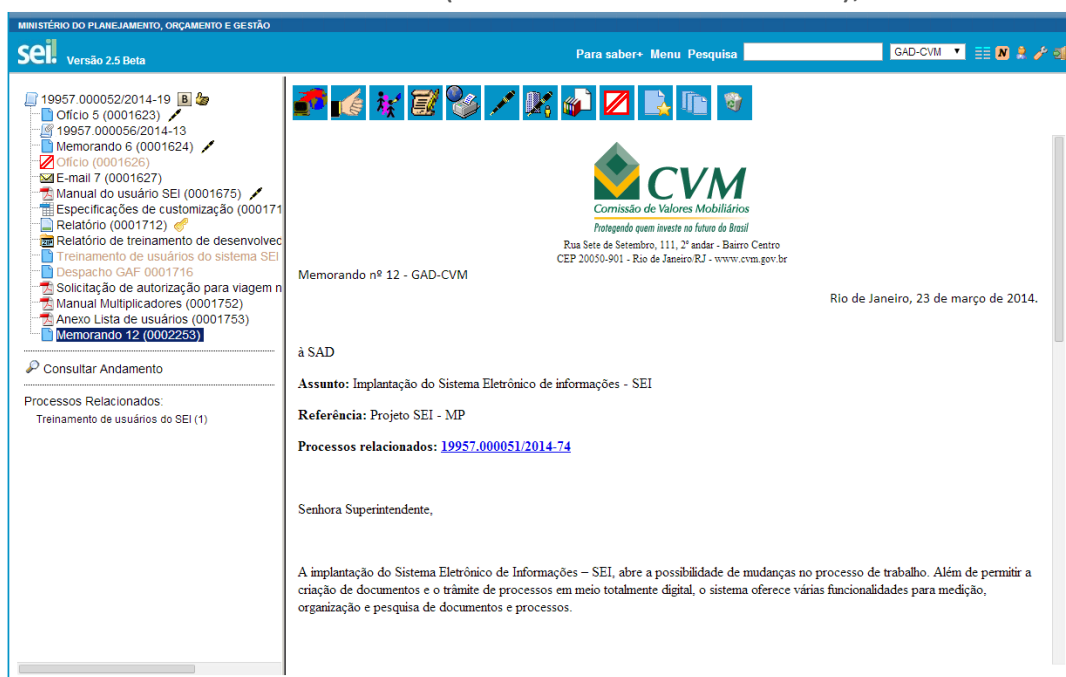 MINISTÉRIO DO PLANEJAMENTO, ORÇAMENTO E GESTÃO
sei! Versão 2.5 Beta
Para saber+ Menu Pesquisa GAD-CVM
19957.000052/2014-19 B
Ofício 5 (0001623)
19957.000056/2014-13
Memorando 6 (0001624)
Ofício (0001626)
E-mail 7 (0001627)
Manual do usuário SEI (0001675)
Especificações de customização (000171
Relatório (0001712)
Relatório de treinamento de desenvolvec
Treinamento de usuários do sistema SEI
Despacho GAF 0001716
Solicitação de autorização para viagem n
Manual Multiplicadores (0001752)
Anexo Lista de usuários (0001753)
Memorando 12 (0002253)
Consultar Andamento
Processos Relacionados:
Treinamento de usuários do SEI (1)
CVM
Comissão de Valores Mobiliários
Protegendo quem investe no futuro do Brasil
Rua Sete de Setembro, 111, 2º andar - Bairro Centro
CEP 20050-901 - Rio de Janeiro/RJ - www.cvm.gov.br
Memorando nº 12 - GAD-CVM
Rio de Janeiro, 23 de março de 2014.
à SAD
Assunto: Implantação do Sistema Eletrônico de informações - SEI
Referência: Projeto SEI - MP
Processos relacionados: 19957.000051/2014-74
Senhora Superintendente,
A implantação do Sistema Eletrônico de Informações – SEI, abre a possibilidade de mudanças no processo de trabalho. Além de permitir a
criação de documentos e o trâmite de processos em meio totalmente digital, o sistema oferece várias funcionalidades para medição,
organização e pesquisa de documentos e processos.